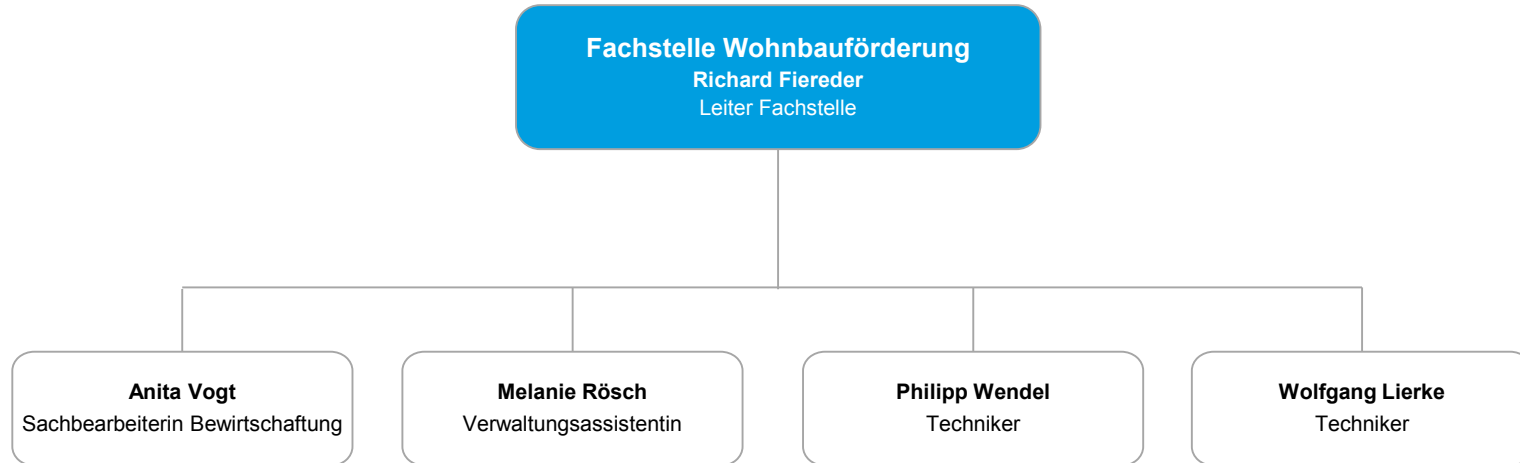 Fachstelle Wohnbauförderung
Richard Fiereder
Leiter Fachstelle
Anita Vogt
Sachbearbeiterin Bewirtschaftung
Melanie Rösch
Verwaltungsassistentin
Philipp Wendel
Techniker
Wolfgang Lierke
Techniker